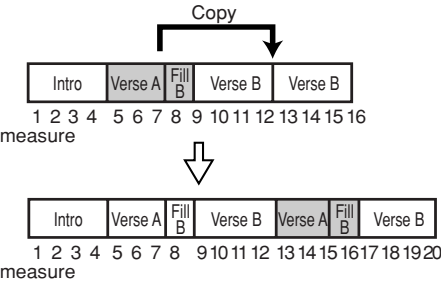 Copy
Intro Verse A Fill B Verse B Verse B
1 2 3 4 5 6 7 8 9 10 11 12 13 14 15 16
measure
Intro Verse A Fill B Verse B Verse A Fill B Verse B
1 2 3 4 5 6 7 8 9 10 11 12 13 14 15 16 17 18 19 20
measure